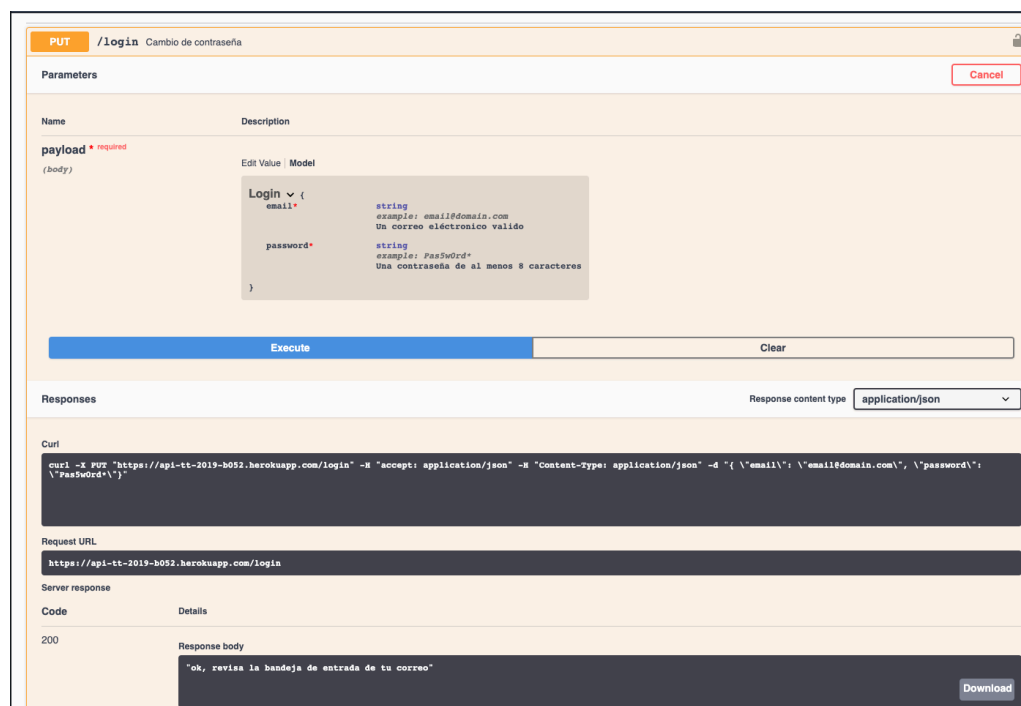 PUT /login Cambio de contraseña
Parameters Cancel
Name Description
payload * required
(body)
Edit Value | Model
Login {
email* string
example: email@domain.com
Un correo eléctronico valido
password* string
example: Pas5w0rd*
Una contraseña de al menos 8 caracteres
}
Execute Clear
Responses Response content type application/json
Curl
curl -X PUT "https://api-tt-2019-b052.herokuapp.com/login" -H "accept: application/json" -H "Content-Type: application/json" -d "{ \"email\": \"email@domain.com\", \"password\":
\"Pas5w0rd*\"}"
Request URL
https://api-tt-2019-b052.herokuapp.com/login
Server response
Code Details
200
Response body
"ok, revisa la bandeja de entrada de tu correo"
Download